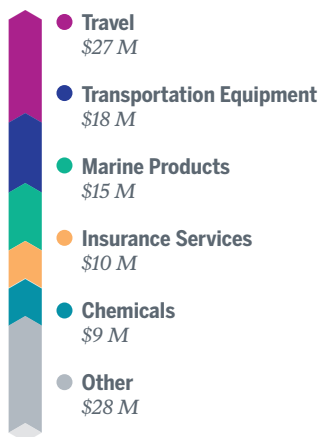 Travel
$27 M
Transportation Equipment
$18 M
Marine Products
$15 M
Insurance Services
$10 M
Chemicals
$9 M
Other
$28 M